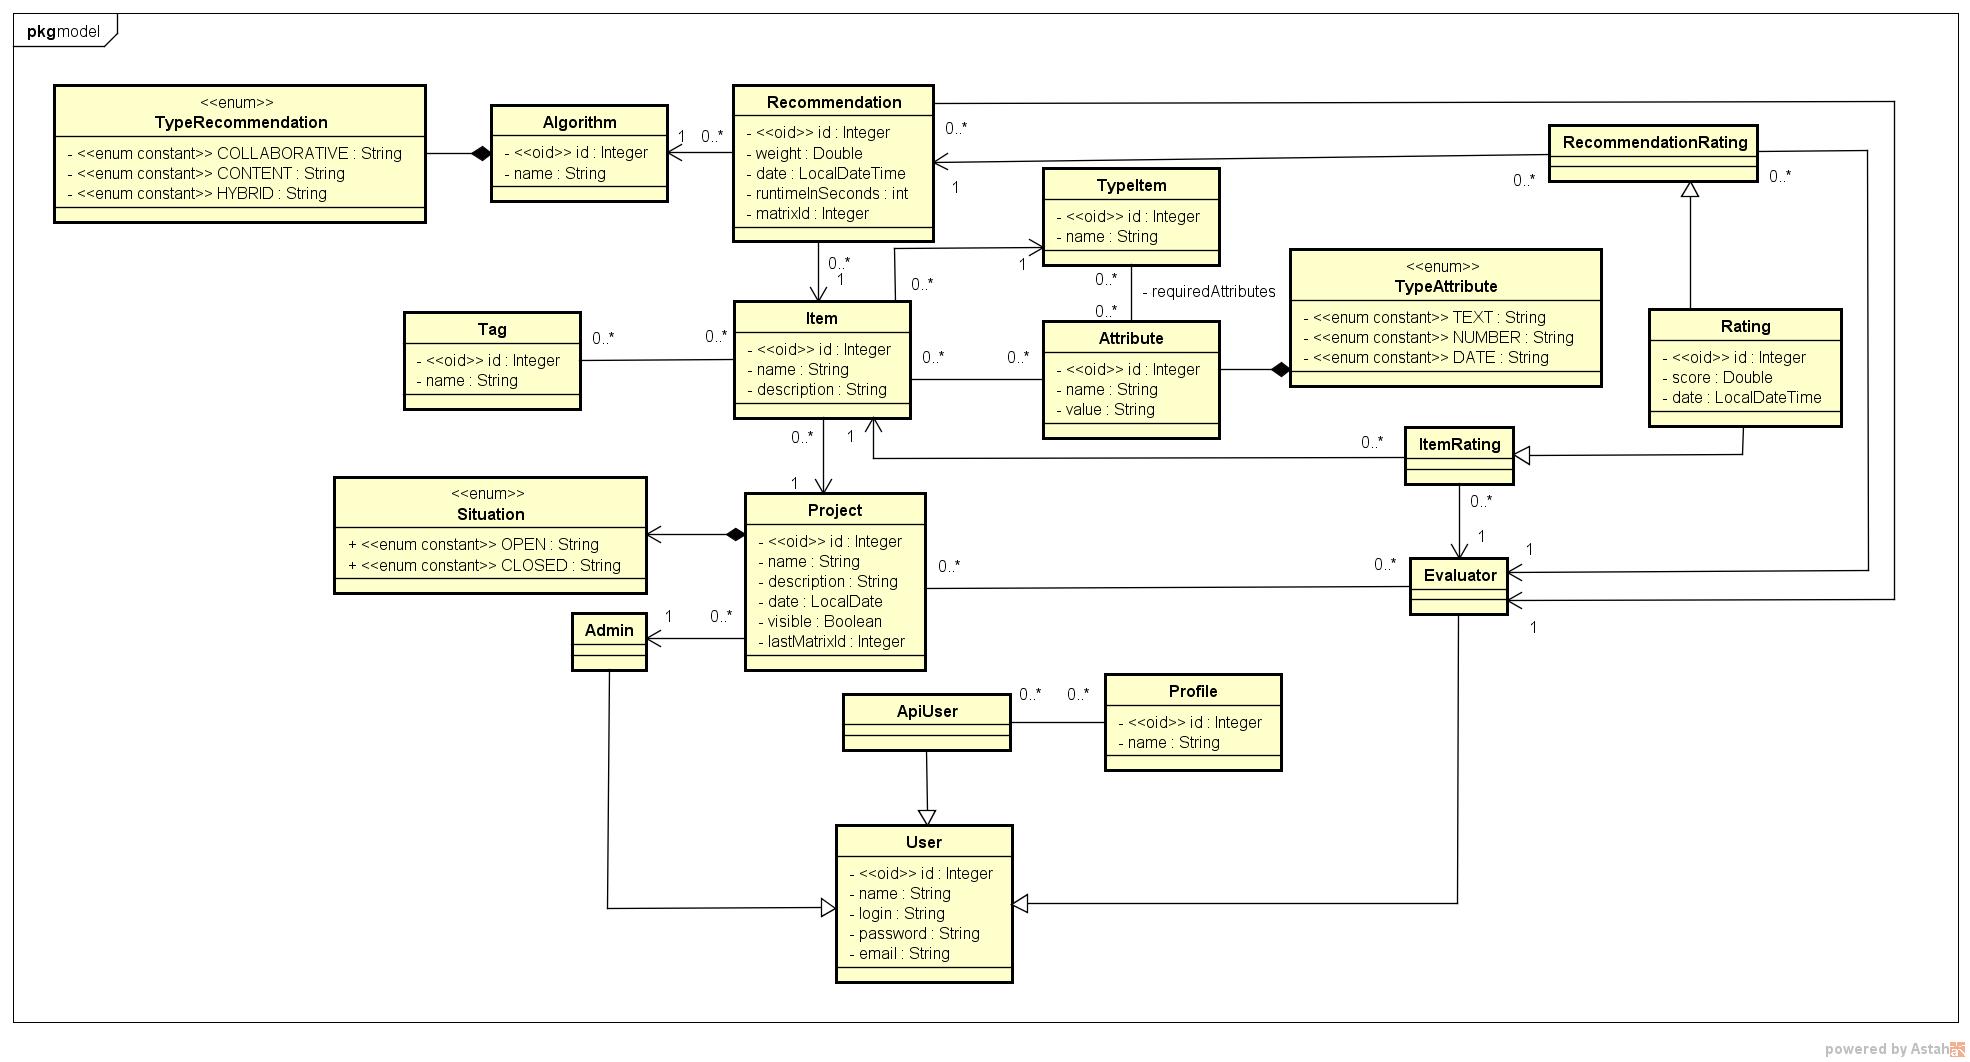 pkg model
<<enum>>
TypeRecommendation
- <<enum constant>> COLLABORATIVE : String
- <<enum constant>> CONTENT : String
- <<enum constant>> HYBRID : String
Algorithm
- <<oid>> id : Integer
- name : String
1
0..*
Recommendation
- <<oid>> id : Integer
- weight : Double
- date : LocalDateTime
- runtimeInSeconds : int
- matrixId : Integer
0..*
1
RecommendationRating
0..*
0..*
TypeItem
- <<oid>> id : Integer
- name : String
0..*
1
0..*
1
0..*
- requiredAttributes
0..*
<<enum>>
TypeAttribute
- <<enum constant>> TEXT : String
- <<enum constant>> NUMBER : String
- <<enum constant>> DATE : String
Tag
- <<oid>> id : Integer
- name : String
0..*
0..*
Item
- <<oid>> id : Integer
- name : String
- description : String
0..*
0..*
Attribute
- <<oid>> id : Integer
- name : String
- value : String
Rating
- <<oid>> id : Integer
- score : Double
- date : LocalDateTime
0..*
1
0..*
ItemRating
1
0..*
1
<<enum>>
Situation
+ <<enum constant>> OPEN : String
+ <<enum constant>> CLOSED : String
Project
- <<oid>> id : Integer
- name : String
- description : String
- date : LocalDate
- visible : Boolean
- lastMatrixId : Integer
0..*
0..*
1
Evaluator
1
Admin
1
0..*
ApiUser
0..*
0..*
Profile
- <<oid>> id : Integer
- name : String
User
- <<oid>> id : Integer
- name : String
- login : String
- password : String
- email : String
powered by Astah